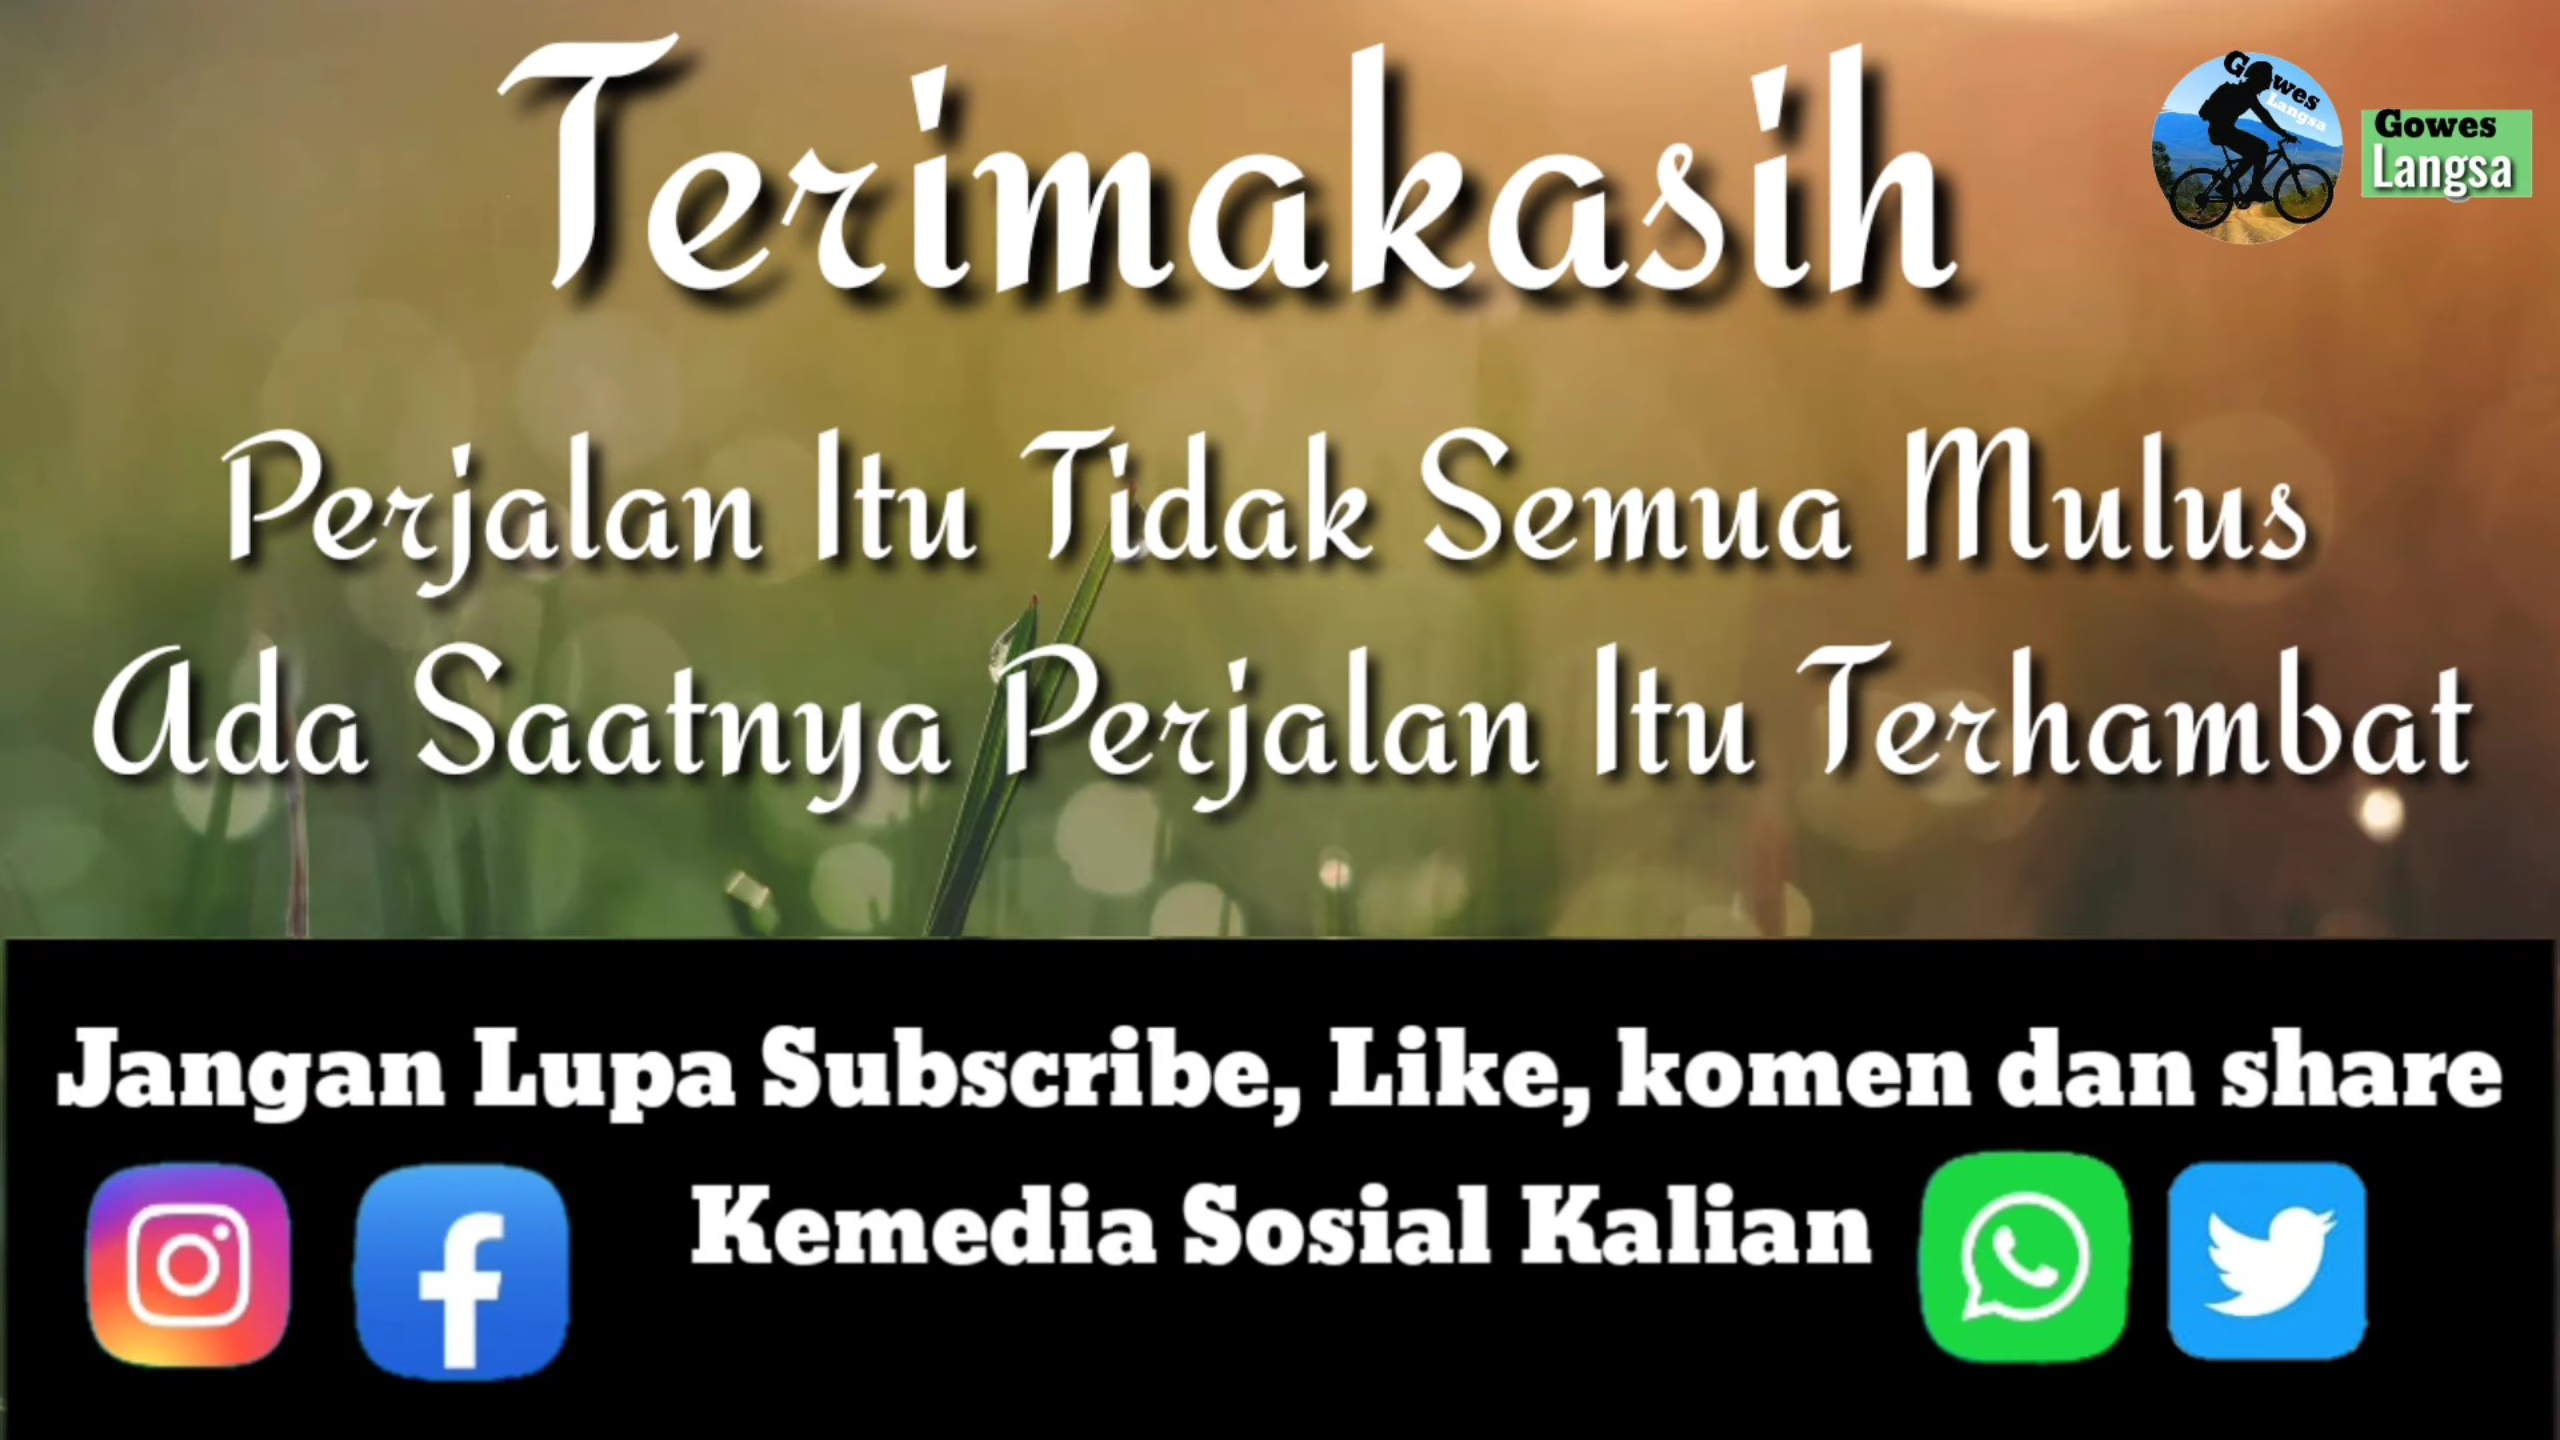 Terimakasih
Gowes
Langsa
Gowes
Langsa
Perjalan Itu Tidak Semua Mulus
Ada Saatnya Perjalan Itu Terhambat
Jangan Lupa Subscribe, Like, komen dan share
Kemedia Sosial Kalian